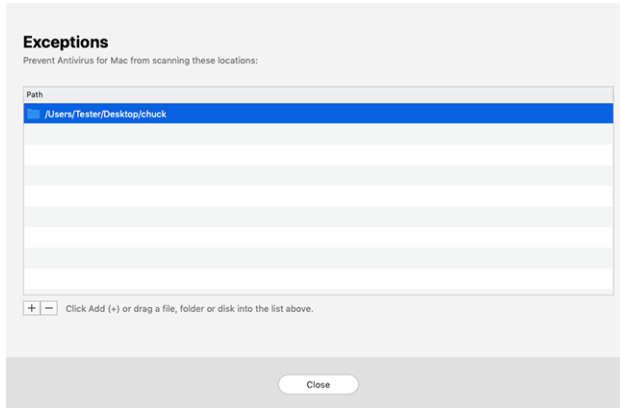 Exceptions
Prevent Antivirus for Mac from scanning these locations:
Path
/Users/Tester/Desktop/chuck
+ − Click Add (+) or drag a file, folder or disk into the list above.
Close